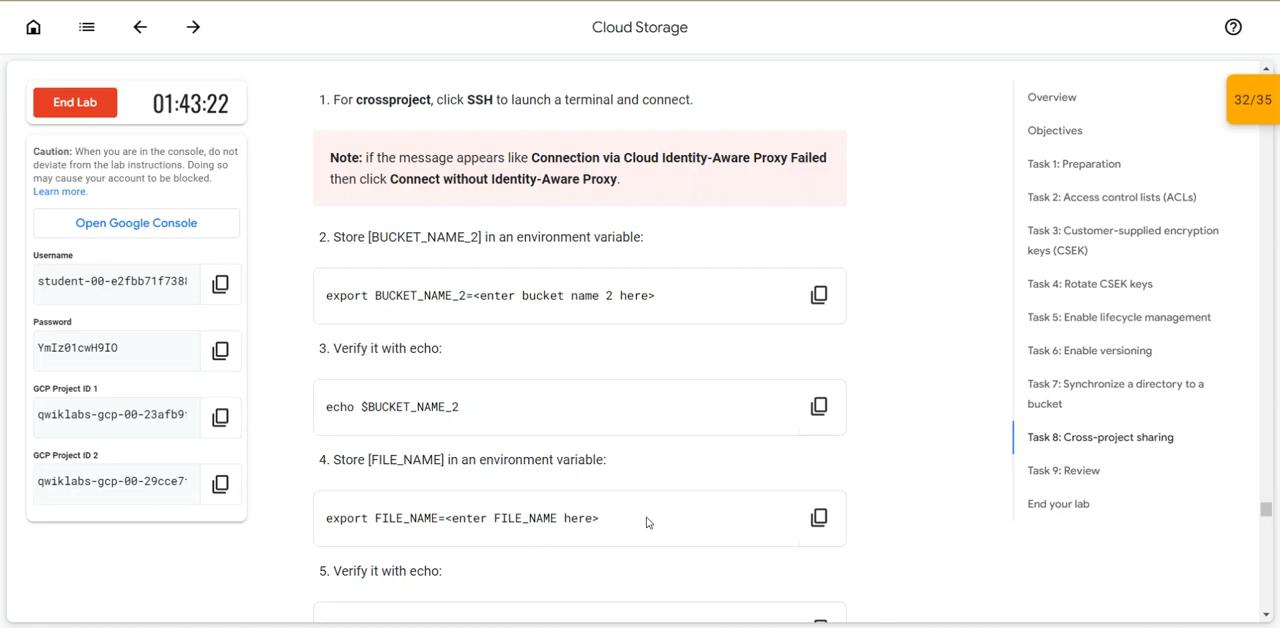 Cloud Storage
End Lab
01:43:22
Caution: When you are in the console, do not
deviate from the lab instructions. Doing so
may cause your account to be blocked.
Learn more.
Open Google Console
Username
student-00-e2fbb71f738
Password
YmIz01cwH9IO
GCP Project ID 1
qwiklabs-gcp-00-23afb9
GCP Project ID 2
qwiklabs-gcp-00-29cce7
1. For crossproject, click SSH to launch a terminal and connect.
Note: if the message appears like Connection via Cloud Identity-Aware Proxy Failed
then click Connect without Identity-Aware Proxy.
2. Store [BUCKET_NAME_2] in an environment variable:
export BUCKET_NAME_2=<enter bucket name 2 here>
3. Verify it with echo:
echo $BUCKET_NAME_2
4. Store [FILE_NAME] in an environment variable:
export FILE_NAME=<enter FILE_NAME here>
5. Verify it with echo:
Overview
Objectives
Task 1: Preparation
Task 2: Access control lists (ACLs)
Task 3: Customer-supplied encryption
keys (CSEK)
Task 4: Rotate CSEK keys
Task 5: Enable lifecycle management
Task 6: Enable versioning
Task 7: Synchronize a directory to a
bucket
Task 8: Cross-project sharing
Task 9: Review
End your lab
32/35